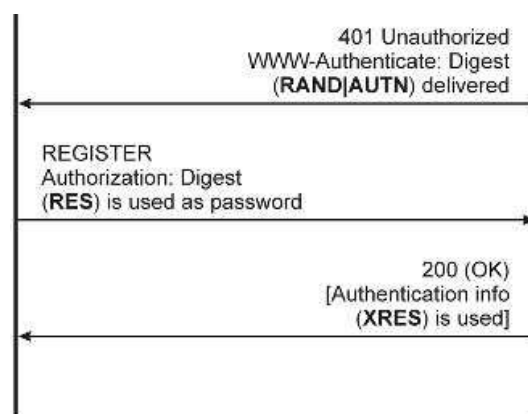 401 Unauthorized
WWW-Authenticate: Digest
(RAND|AUTN) delivered
REGISTER
Authorization: Digest
(RES) is used as password
200 (OK)
[Authentication info
(XRES) is used]